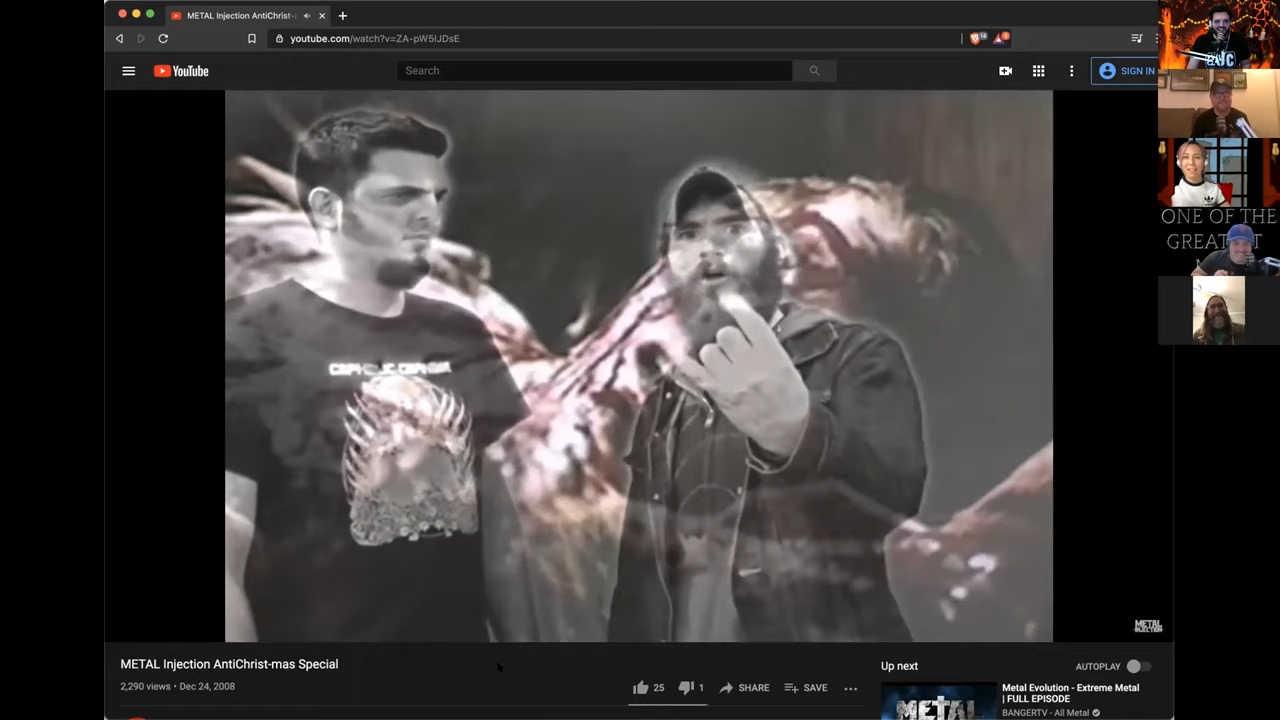 METAL Injection AntiChrist-
youtube.com/watch?v=ZA-pW5IJDsE
14
YouTube
Search
SIGN IN
ONE OF THE
METAL
INJECTION
METAL Injection AntiChrist-mas Special
2,290 views • Dec 24, 2008
25
1
SHARE
SAVE
Up next
AUTOPLAY
Metal Evolution - Extreme Metal
| FULL EPISODE
BANGERTV - All Metal
METAL